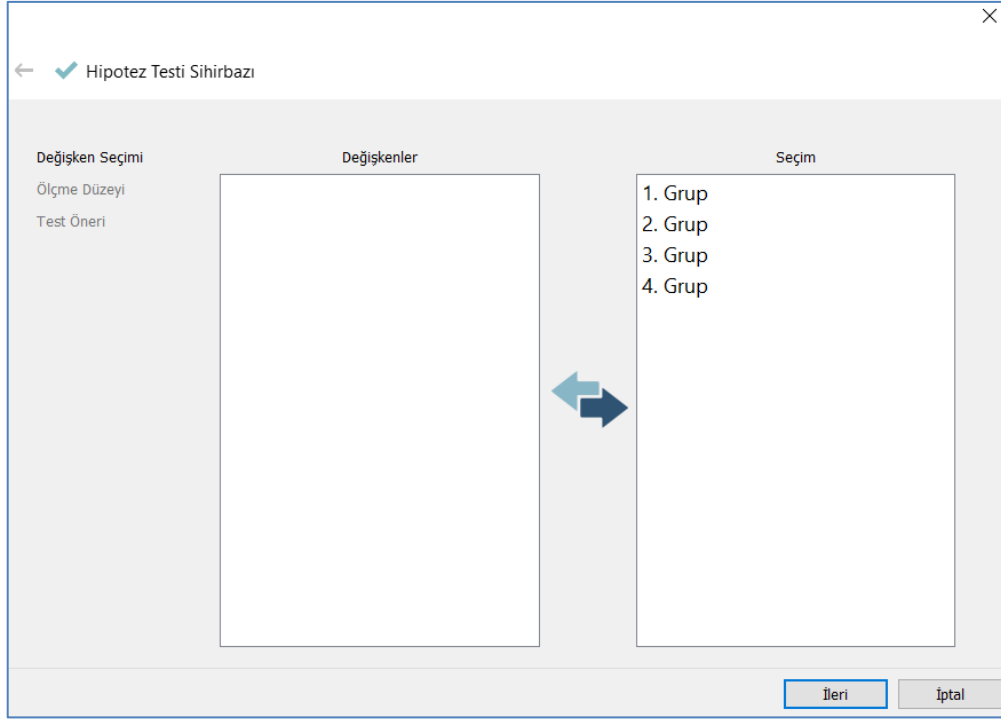 Hipotez Testi Sihirbazı
Değişken Seçimi
Ölçme Düzeyi
Test Öneri
Değişkenler
Seçim
1. Grup
2. Grup
3. Grup
4. Grup
İleri
İptal